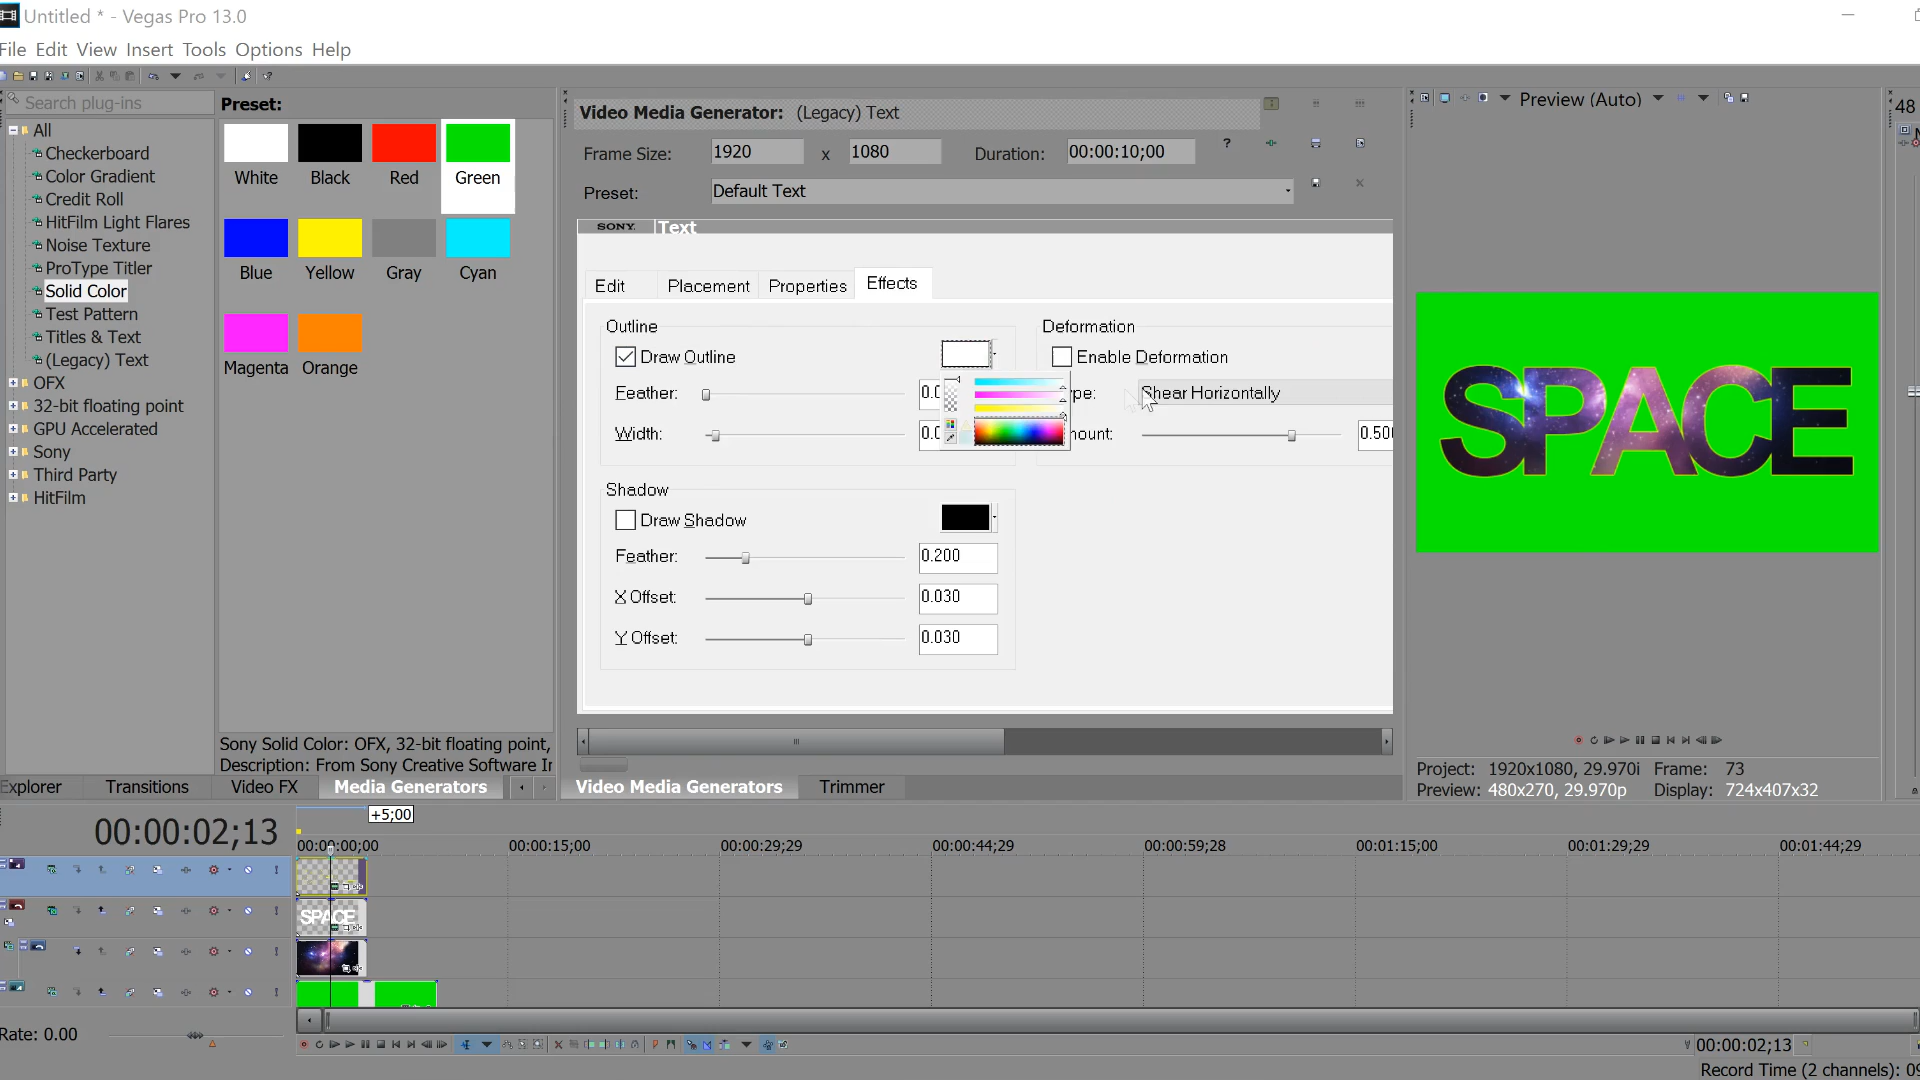 Untitled * - Vegas Pro 13.0
File Edit View Insert Tools Options Help
Search plug-ins
All
Checkerboard
Color Gradient
Credit Roll
HitFilm Light Flares
Noise Texture
ProType Titler
Solid Color
Test Pattern
Titles & Text
(Legacy) Text
OFX
32-bit floating point
GPU Accelerated
Sony
Third Party
HitFilm
Preset:
White Black Red Green
Blue Yellow Gray Cyan
Magenta Orange
Sony Solid Color: OFX, 32-bit floating point,
Description: From Sony Creative Software
Explorer Transitions Video FX Media Generators
Video Media Generator: (Legacy) Text
Frame Size: 1920 x 1080 Duration: 00:00:10;00 ?
Preset: Default Text
SONY Text
Edit Placement Properties Effects
Outline
Draw Outline
Feather: 0.0
Width: 0.0
Deformation
Enable Deformation
Shear Horizontally
0.500
Shadow
Draw Shadow
Feather: 0.200
X Offset: 0.030
Y Offset: 0.030
Video Media Generators Trimmer
Preview (Auto)
48
SPACE
Project: 1920x1080, 29.970i Frame: 73
Preview: 480x270, 29.970p Display: 724x407x32
00:00:02;13
+5;00
00:00:00;00 00:00:15;00 00:00:29;29 00:00:44;29 00:00:59;28 00:01:15;00 00:01:29;29 00:01:44;29
SPACE
Rate: 0.00
00:00:02;13
Record Time (2 channels): 09